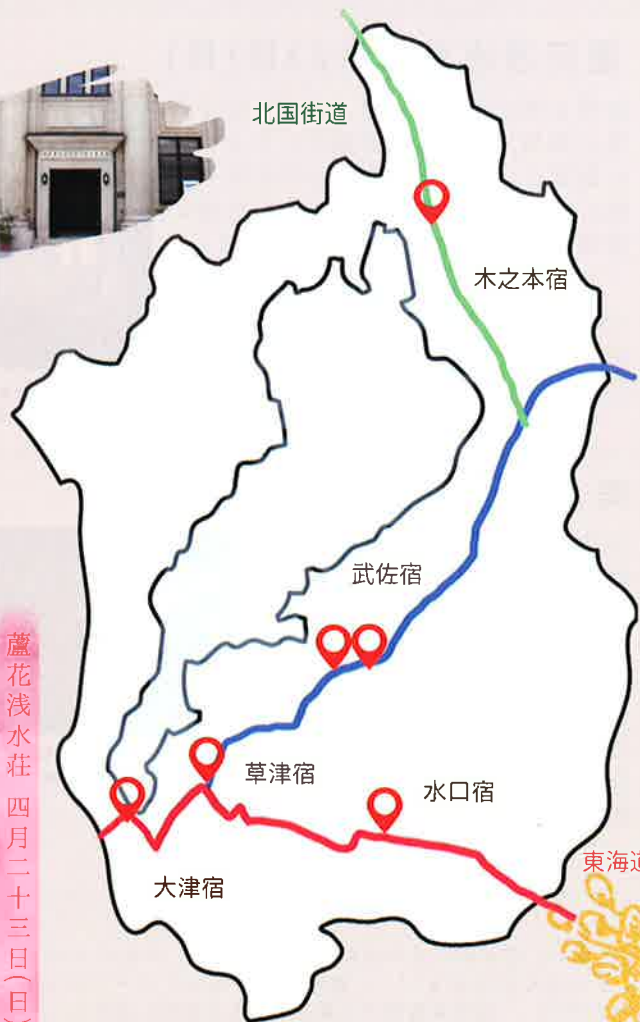 北国街道
木之本宿
武佐宿
草津宿
水口宿
大津宿
東海道
蘆花浅水荘 四月二十三日(日)